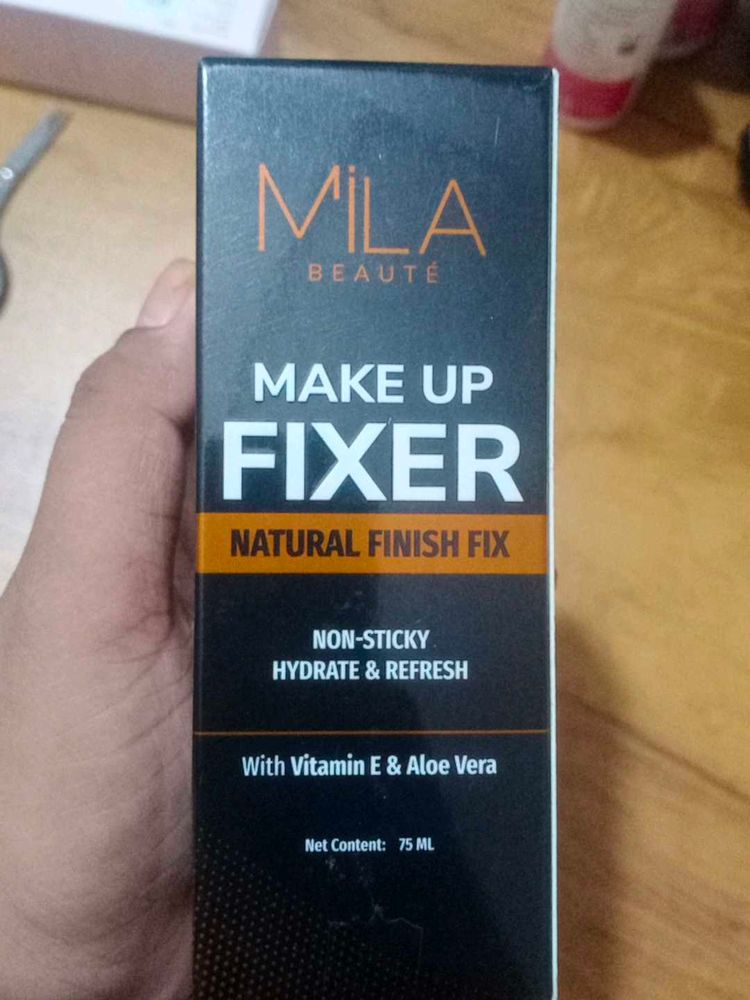 MiLA
BEAUTÉ
MAKE UP
FIXER
NATURAL FINISH FIX
NON-STICKY
HYDRATE & REFRESH
With Vitamin E & Aloe Vera
Net Content: 75 ML